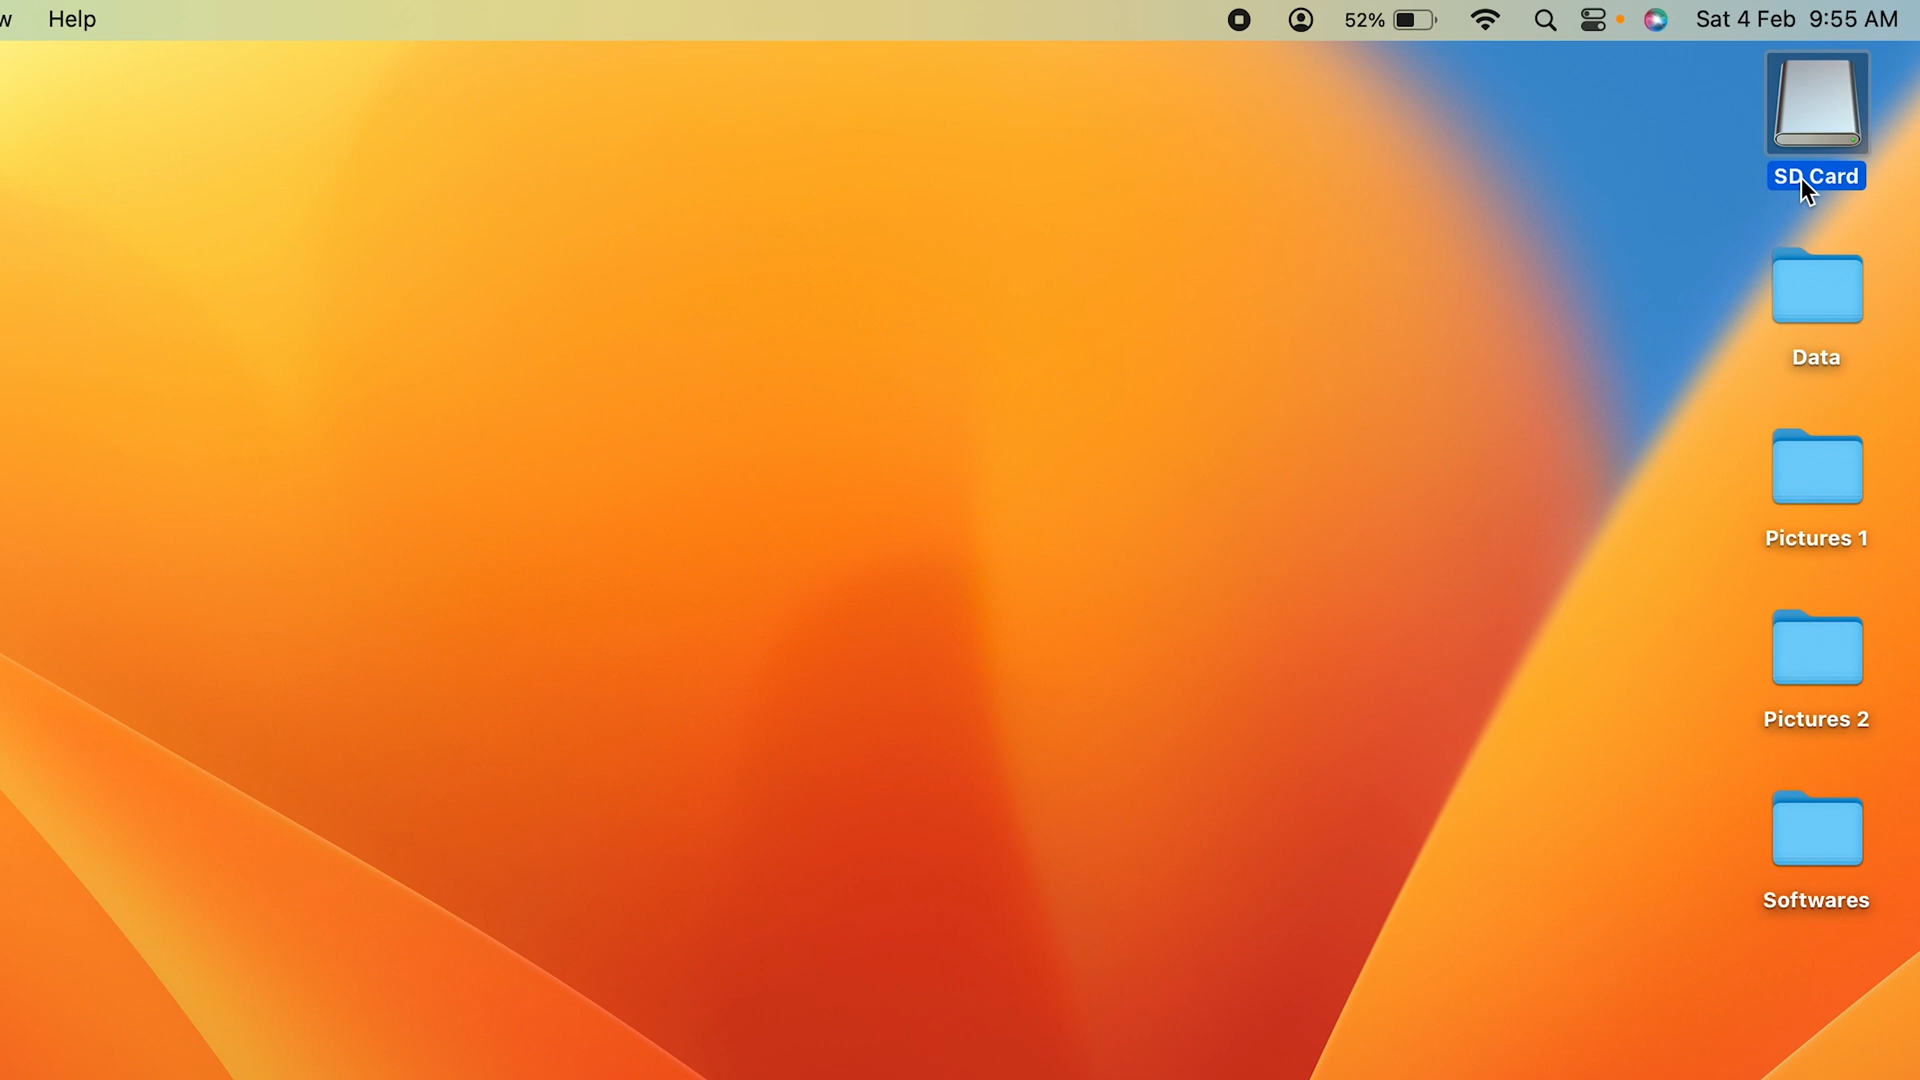 w Help 52% Sat 4 Feb 9:55 AM
SD Card
Data
Pictures 1
Pictures 2
Softwares